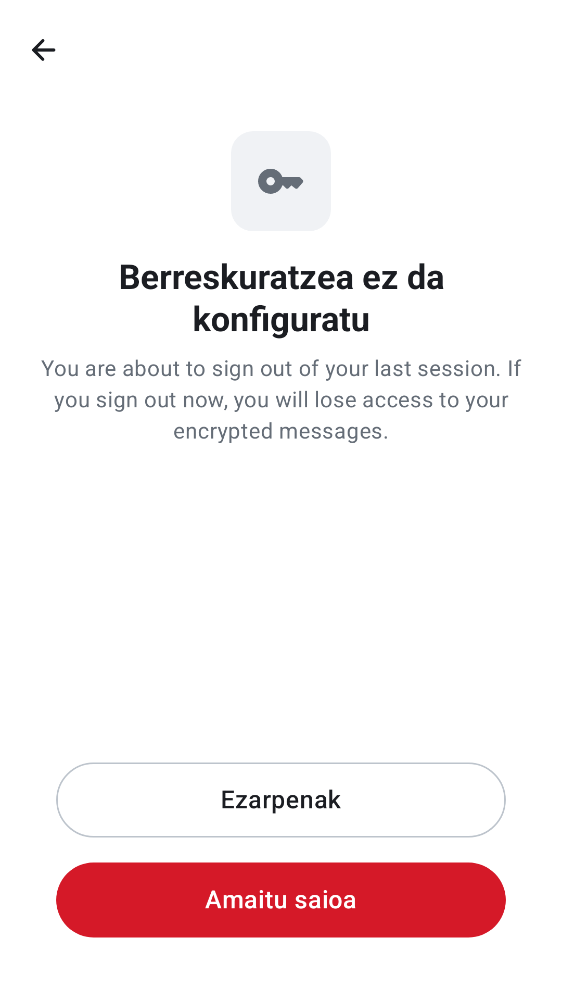 Berreskuratzea ez da
konfiguratu
You are about to sign out of your last session. If
you sign out now, you will lose access to your
encrypted messages.
Ezarpenak
Amaitu saioa